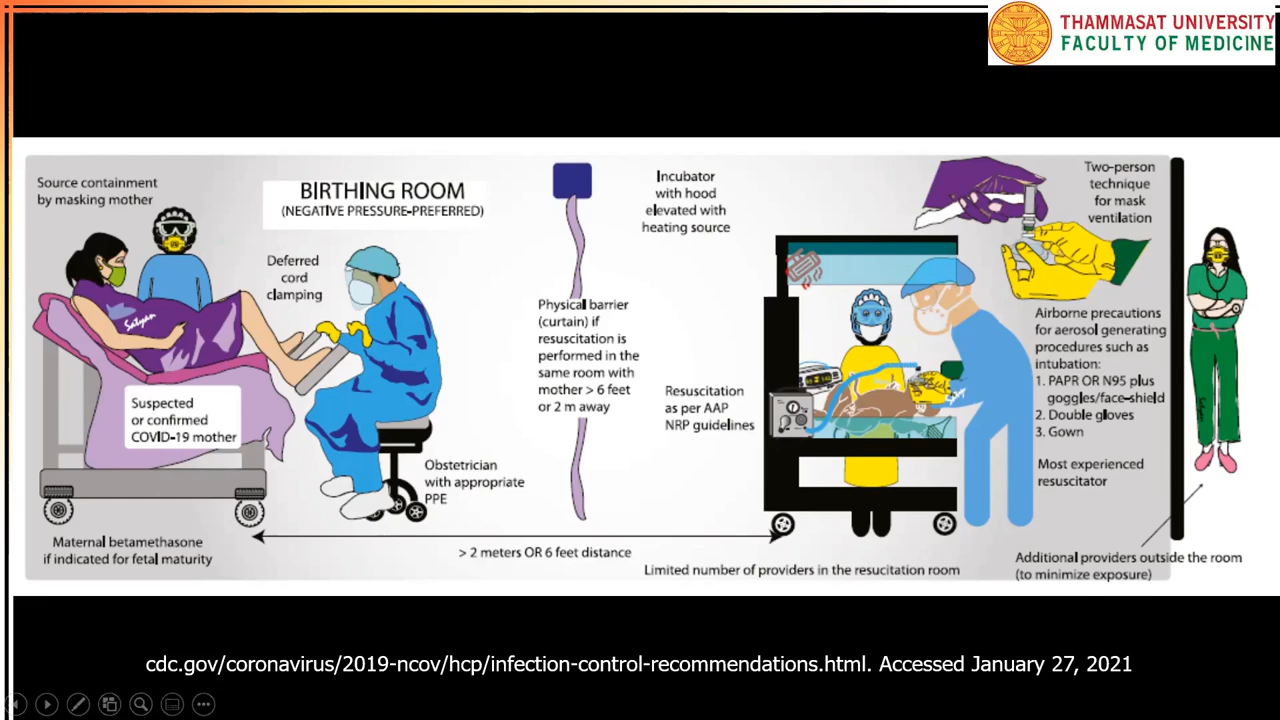 THAMMASAT UNIVERSITY
FACULTY OF MEDICINE
Source containment
by masking mother
BIRTHING ROOM
(NEGATIVE PRESSURE-PREFERRED)
Deferred
cord
clamping
Satyan
Suspected
or confirmed
COVID-19 mother
Obstetrician
with appropriate
PPE
Maternal betamethasone
if indicated for fetal maturity
Physical barrier
(curtain) if
resuscitation is
performed in the
same room with
mother > 6 feet
or 2 m away
> 2 meters OR 6 feet distance
Incubator
with hood
elevated with
heating source
Resuscitation
as per AAP
NRP guidelines
Limited number of providers in the resucitation room
Two-person
technique
for mask
ventilation
Airborne precautions
for aerosol generating
procedures such as
intubation:
1. PAPR OR N95 plus
goggles/face-shield
2. Double gloves
3. Gown
Most experienced
resuscitator
Additional providers outside the room
(to minimize exposure)
cdc.gov/coronavirus/2019-ncov/hcp/infection-control-recommendations.html. Accessed January 27, 2021